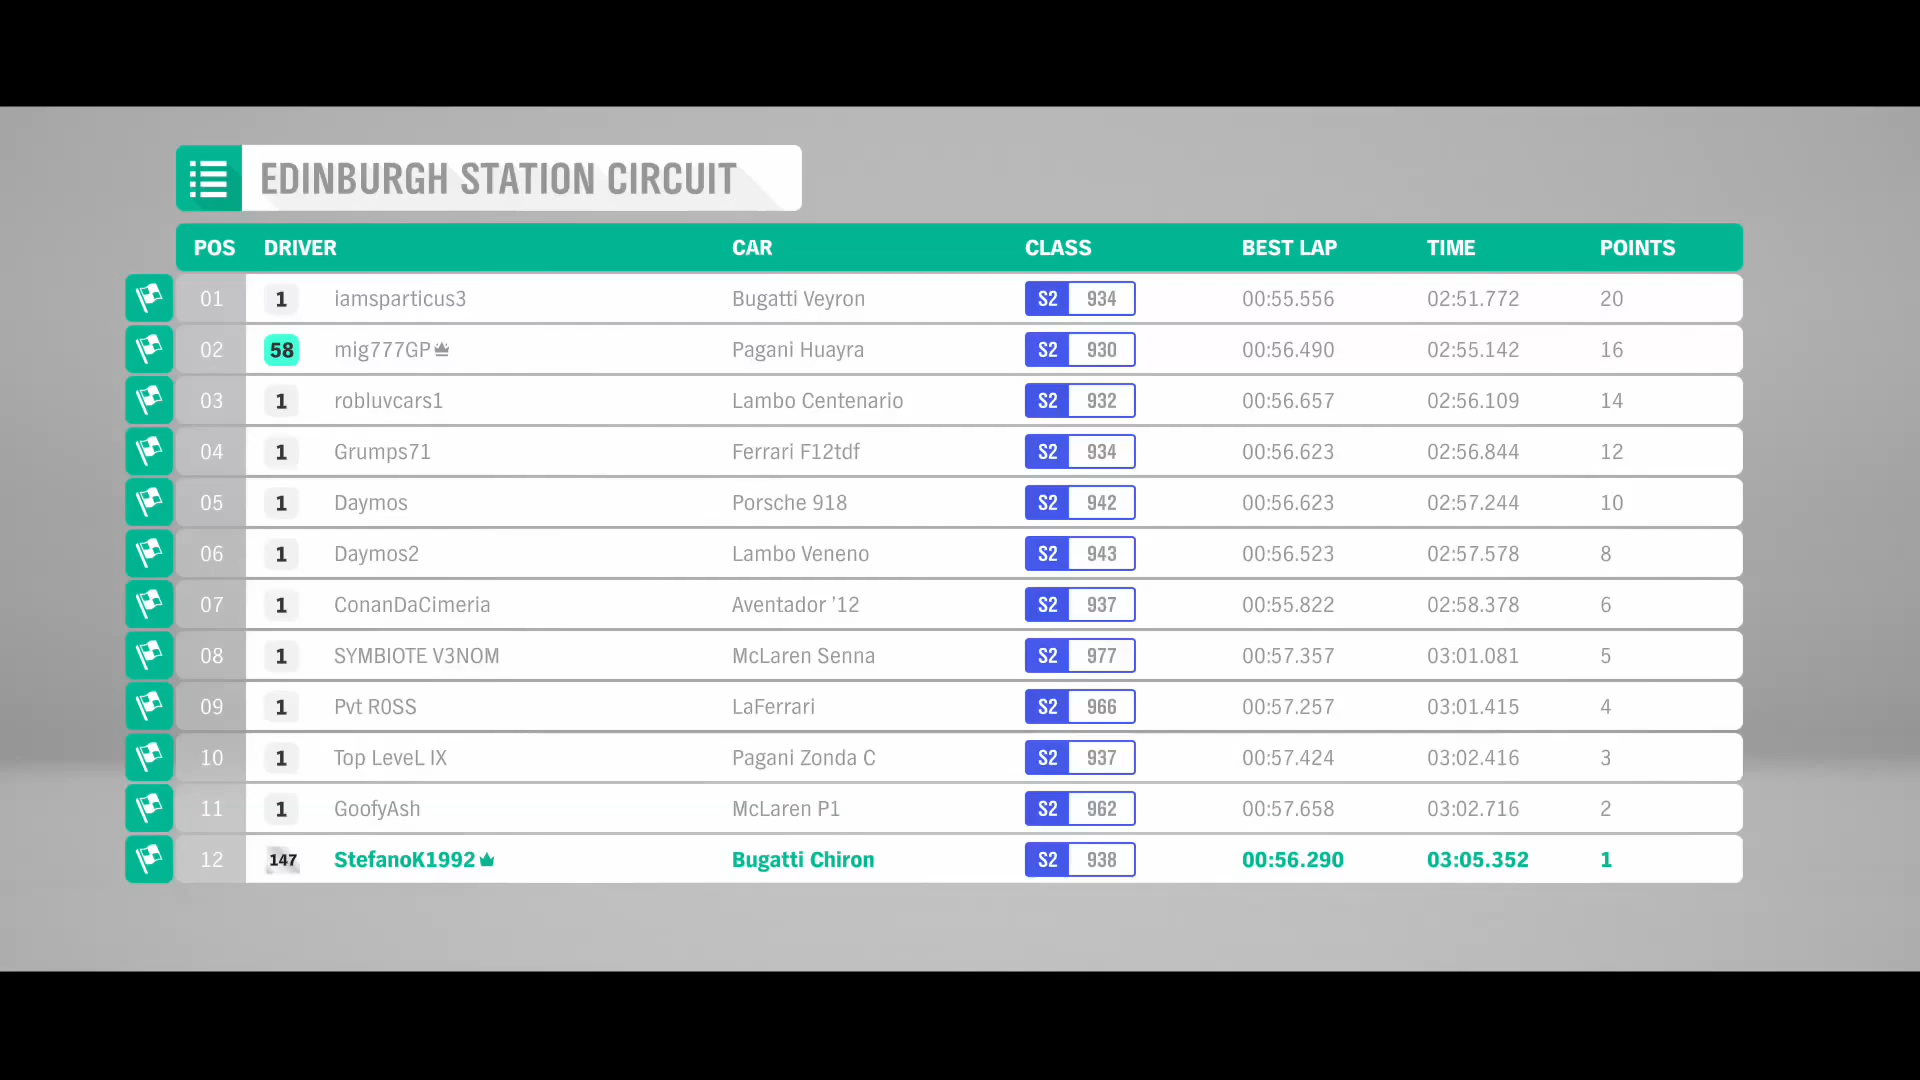 EDINBURGH STATION CIRCUIT
POS DRIVER CAR CLASS BEST LAP TIME POINTS
01 1 iamsparticus3 Bugatti Veyron S2 934 00:55.556 02:51.772 20
02 58 mig777GP Pagani Huayra S2 930 00:56.490 02:55.142 16
03 1 robluvcars1 Lambo Centenario S2 932 00:56.657 02:56.109 14
04 1 Grumps71 Ferrari F12tdf S2 934 00:56.623 02:56.844 12
05 1 Daymos Porsche 918 S2 942 00:56.623 02:57.244 10
06 1 Daymos2 Lambo Veneno S2 943 00:56.523 02:57.578 8
07 1 ConanDaCimeria Aventador ’12 S2 937 00:55.822 02:58.378 6
08 1 SYMBIOTE V3NOM McLaren Senna S2 977 00:57.357 03:01.081 5
09 1 Pvt R0SS LaFerrari S2 966 00:57.257 03:01.415 4
10 1 Top LeveL IX Pagani Zonda C S2 937 00:57.424 03:02.416 3
11 1 GoofyAsh McLaren P1 S2 962 00:57.658 03:02.716 2
12 147 StefanoK1992 Bugatti Chiron S2 938 00:56.290 03:05.352 1